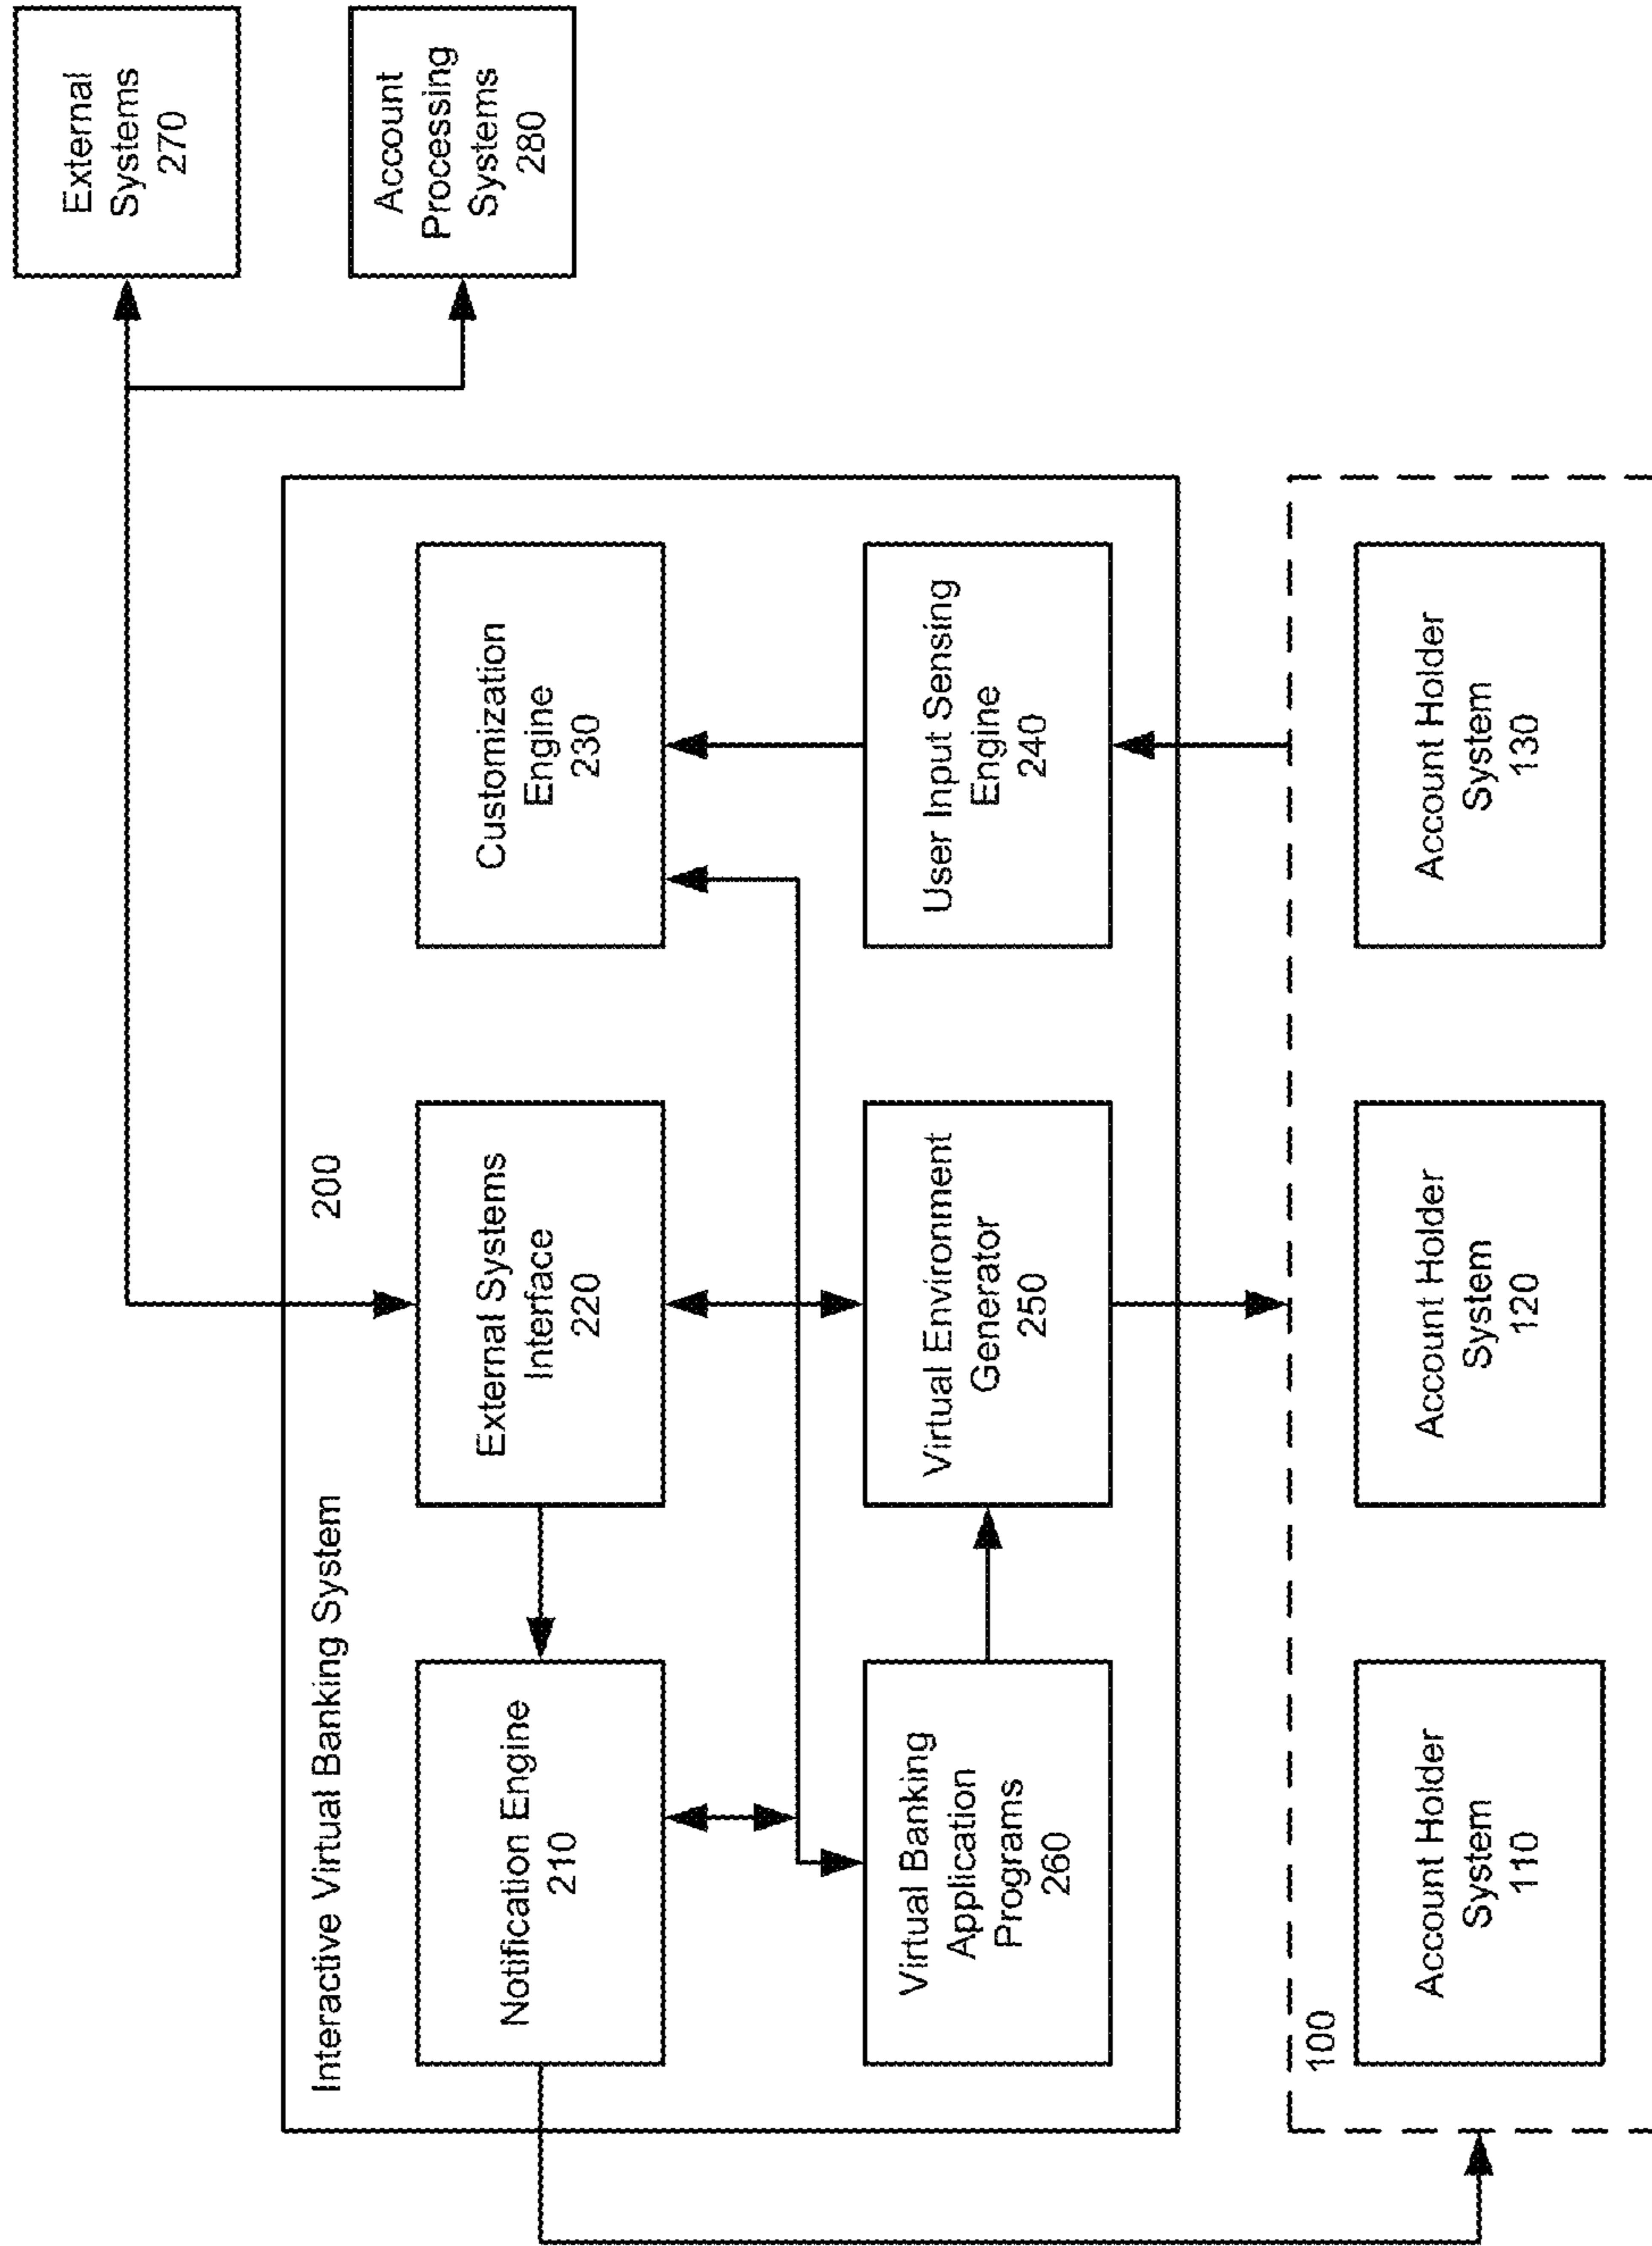 External
Systems
270
Account
Processing
Systems
280
Interactive Virtual Banking System
200
Notification Engine
210
External Systems
Interface
220
Customization
Engine
230
Virtual Banking
Application
Programs
260
Virtual Environment
Generator
250
User Input Sensing
Engine
240
100
Account Holder
System
110
Account Holder
System
120
Account Holder
System
130